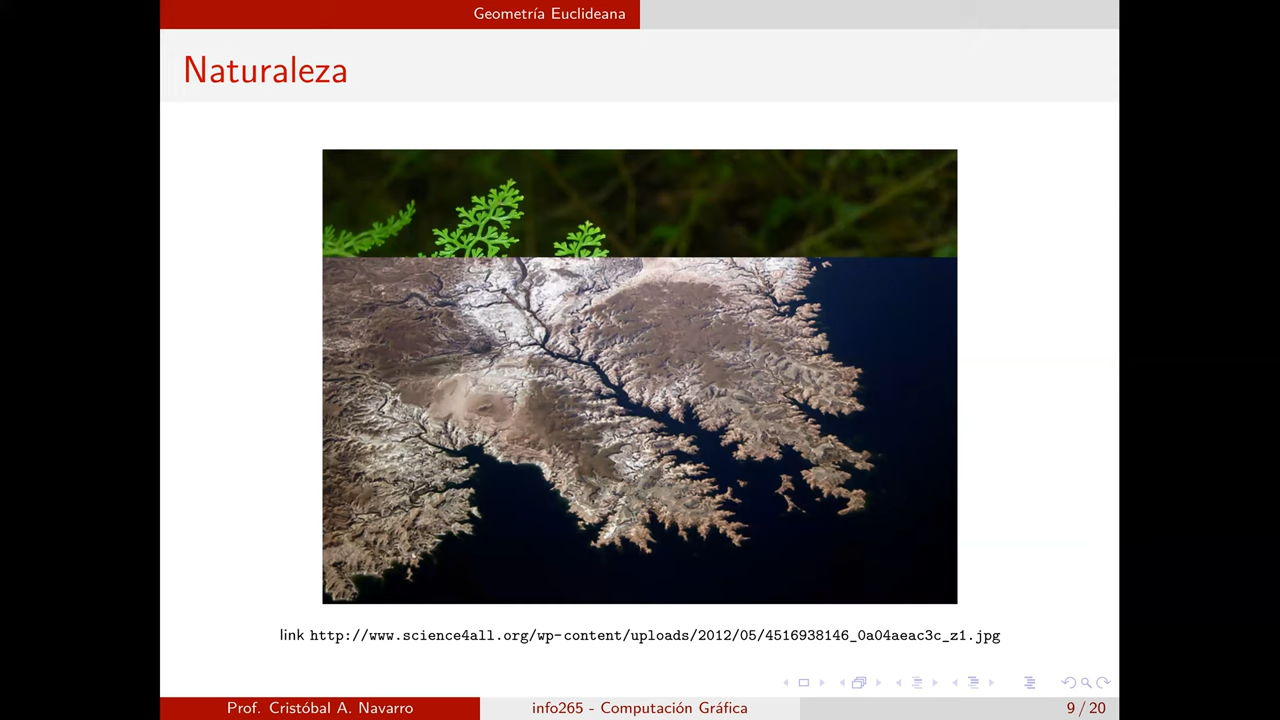 Geometría Euclideana
Naturaleza
link http://www.science4all.org/wp-content/uploads/2012/05/4516938146_0a04aeac3c_z1.jpg
Prof. Cristóbal A. Navarro
info265 - Computación Gráfica
9 / 20